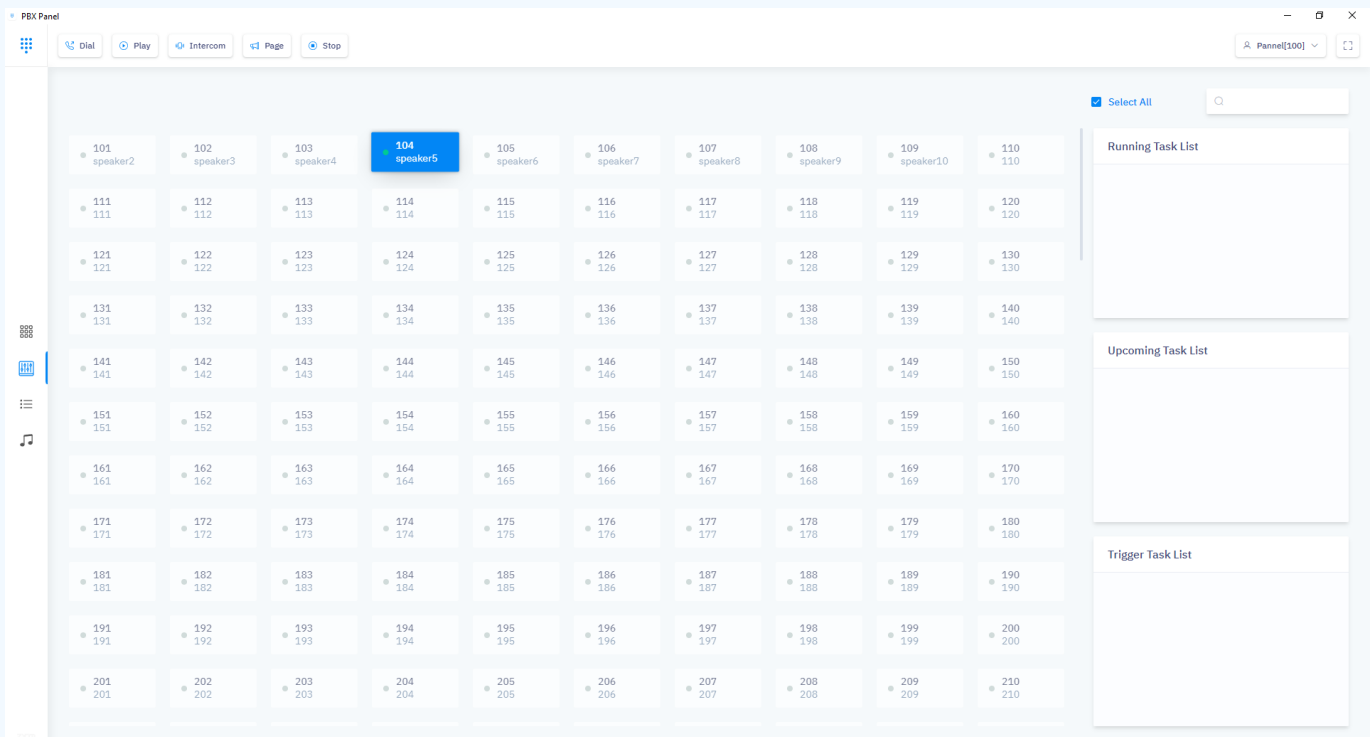 PBX Panel
Dial Play Intercom Page Stop Pannel[100]
Select All
101 102 103 104 105 106 107 108 109 110
speaker2 speaker3 speaker4 speaker5 speaker6 speaker7 speaker8 speaker9 speaker10 110
111 112 113 114 115 116 117 118 119 120
111 112 113 114 115 116 117 118 119 120
121 122 123 124 125 126 127 128 129 130
121 122 123 124 125 126 127 128 129 130
131 132 133 134 135 136 137 138 139 140
131 132 133 134 135 136 137 138 139 140
141 142 143 144 145 146 147 148 149 150
141 142 143 144 145 146 147 148 149 150
151 152 153 154 155 156 157 158 159 160
151 152 153 154 155 156 157 158 159 160
161 162 163 164 165 166 167 168 169 170
161 162 163 164 165 166 167 168 169 170
171 172 173 174 175 176 177 178 179 180
171 172 173 174 175 176 177 178 179 180
181 182 183 184 185 186 187 188 189 190
181 182 183 184 185 186 187 188 189 190
191 192 193 194 195 196 197 198 199 200
191 192 193 194 195 196 197 198 199 200
201 202 203 204 205 206 207 208 209 210
201 202 203 204 205 206 207 208 209 210
Running Task List
Upcoming Task List
Trigger Task List